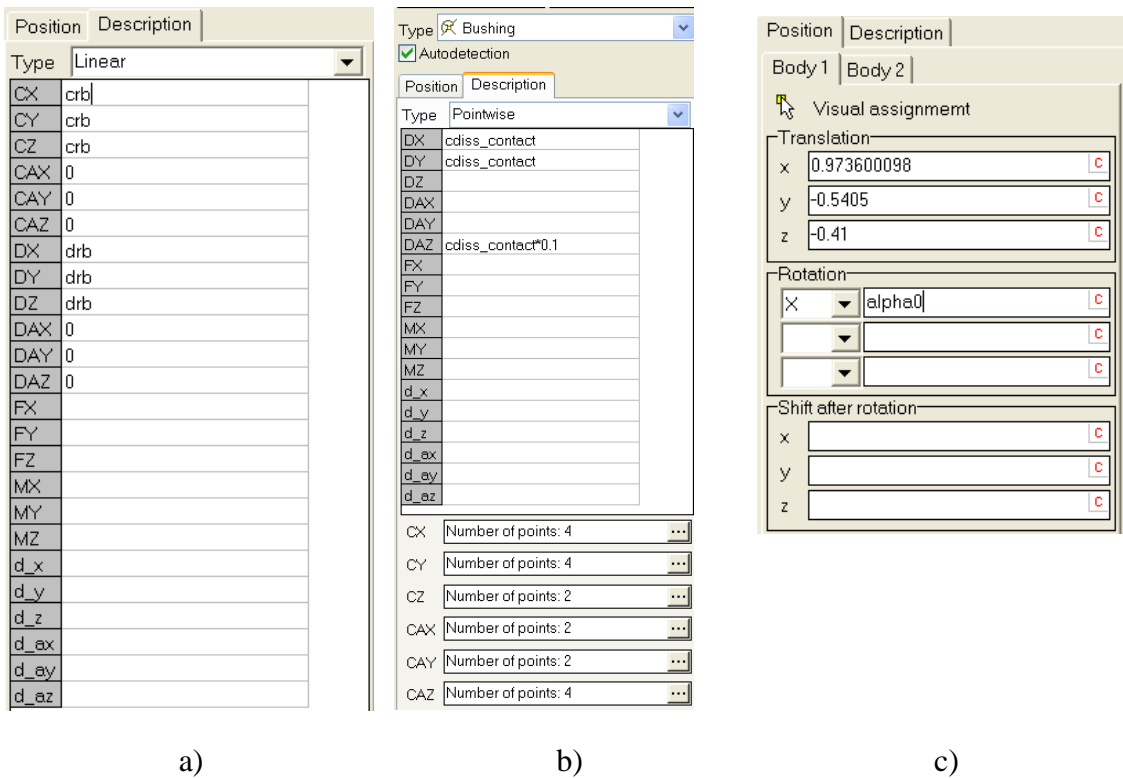 Position Description
Type Linear
CX crb
CY crb
CZ crb
CAX 0
CAY 0
CAZ 0
DX drb
DY drb
DZ drb
DAX 0
DAY 0
DAZ 0
FX
FY
FZ
MX
MY
MZ
d_x
d_y
d_z
d_ax
d_ay
d_az
a)
Type Bushing
Autodetection
Position Description
Type Pointwise
DX cdiss_contact
DY cdiss_contact
DZ
DAX
DAY
DAZ cdiss_contact*0.1
FX
FY
FZ
MX
MY
MZ
d_x
d_y
d_z
d_ax
d_ay
d_az
CX Number of points: 4 ...
CY Number of points: 4 ...
CZ Number of points: 2 ...
CAX Number of points: 2 ...
CAY Number of points: 2 ...
CAZ Number of points: 4 ...
b)
Position Description
Body 1 Body 2
Visual assignmemt
Translation
x 0.973600098 C
y -0.5405 C
z -0.41 C
Rotation
X alpha0 C
C
C
Shift after rotation
x C
y C
z C
c)